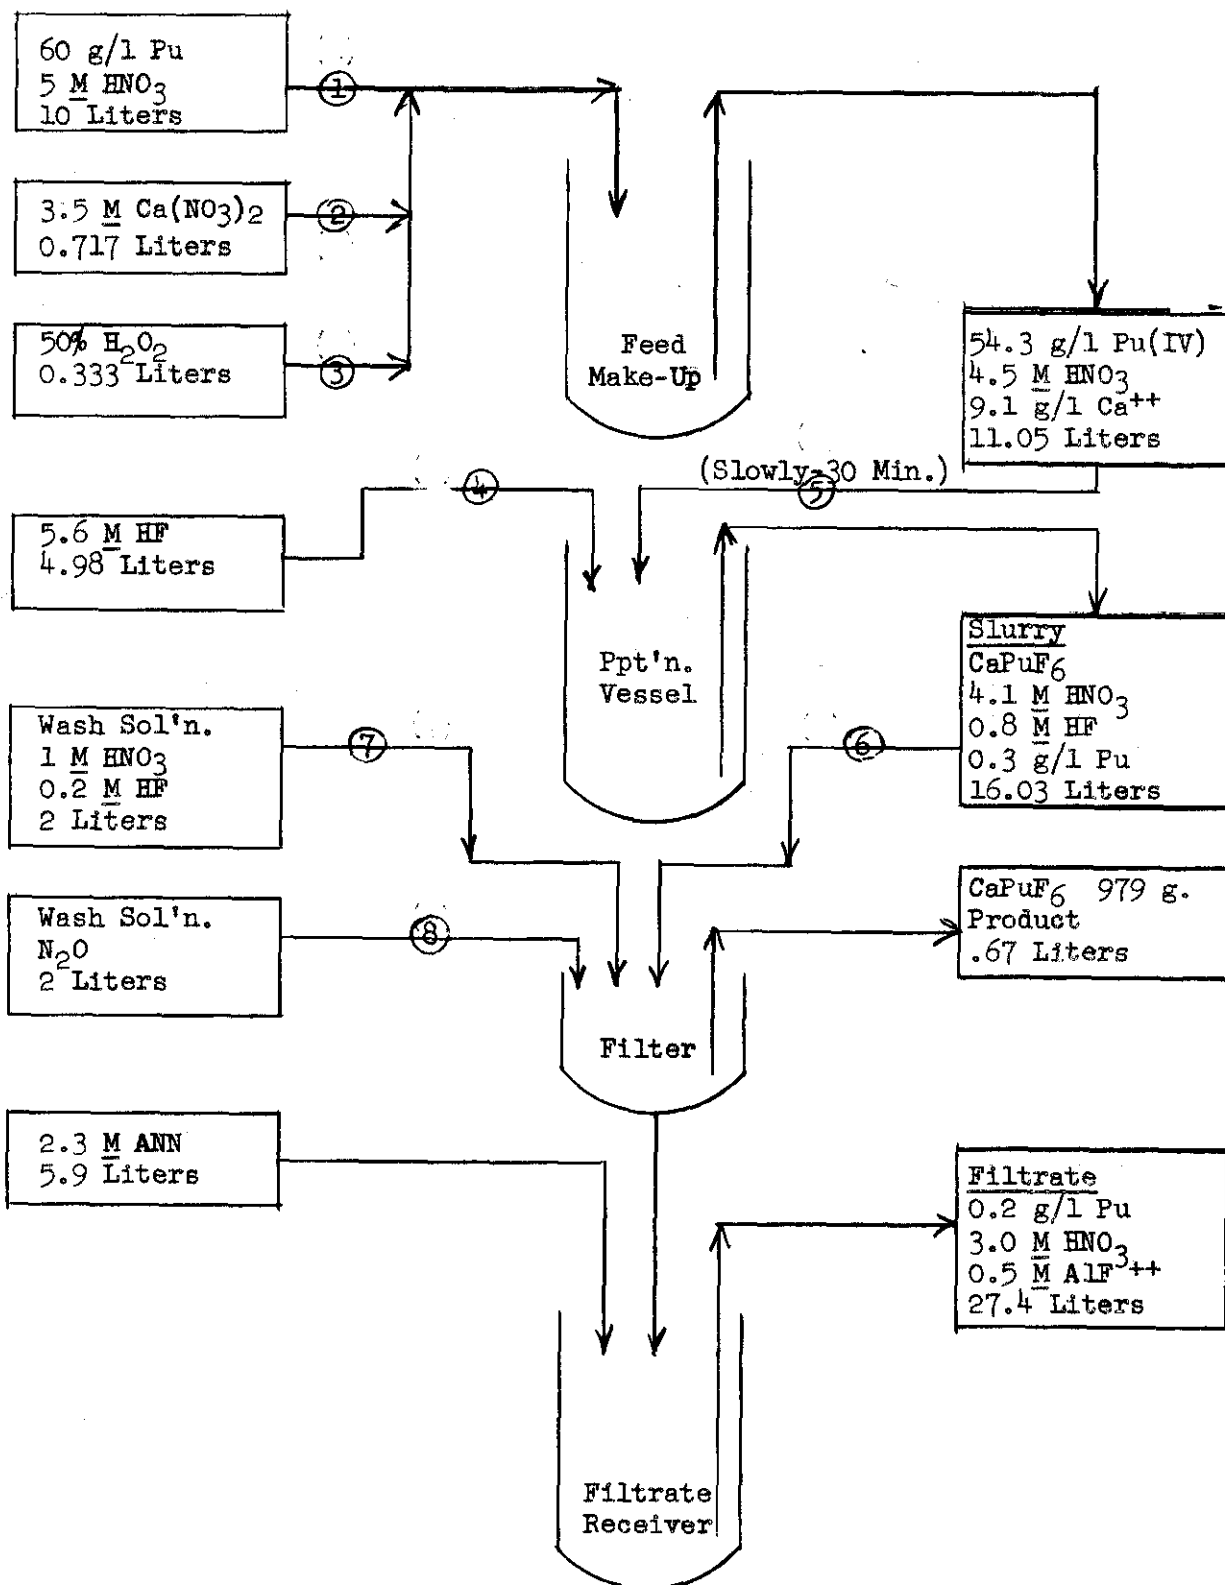 60 g/l Pu
5 M HNO3
10 Liters
1
3.5 M Ca(NO3)2
0.717 Liters
2
50% H2O2
0.333 Liters
3
Feed
Make-Up
54.3 g/l Pu(IV)
4.5 M HNO3
9.1 g/l Ca++
11.05 Liters
(Slowly-30 Min.)
4
5
5.6 M HF
4.98 Liters
Ppt'n.
Vessel
Slurry
CaPuF6
4.1 M HNO3
0.8 M HF
0.3 g/l Pu
16.03 Liters
Wash Sol'n.
1 M HNO3
0.2 M HF
2 Liters
7
6
Wash Sol'n.
N2O
2 Liters
8
CaPuF6 979 g.
Product
.67 Liters
Filter
2.3 M ANN
5.9 Liters
Filtrate
0.2 g/l Pu
3.0 M HNO3
0.5 M AlF++
27.4 Liters
Filtrate
Receiver